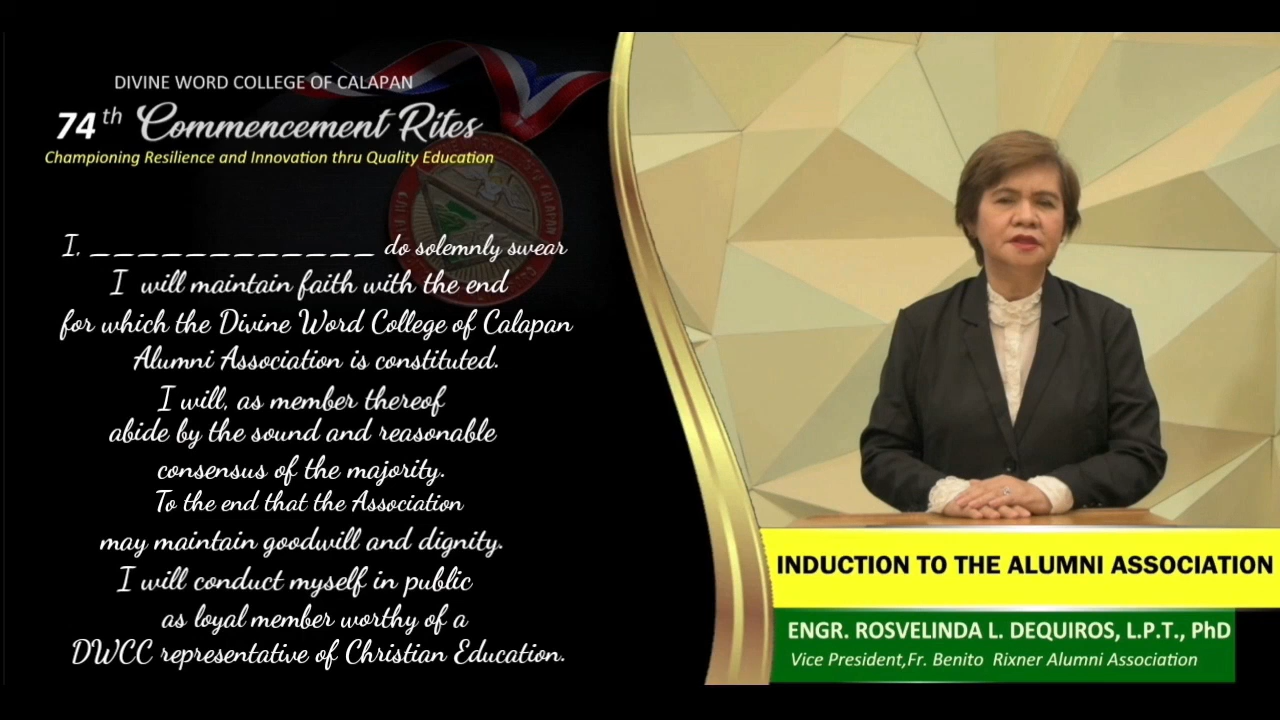 DIVINE WORD COLLEGE OF CALAPAN
74th Commencement Rites
Championing Resilience and Innovation thru Quality Education
I, _____________ do solemnly swear
I will maintain faith with the end
for which the Divine Word College of Calapan
Alumni Association is constituted.
I will, as member thereof
abide by the sound and reasonable
consensus of the majority.
To the end that the Association
may maintain goodwill and dignity.
I will conduct myself in public
as loyal member worthy of a
DWCC representative of Christian Education.
INDUCTION TO THE ALUMNI ASSOCIATION
ENGR. ROSVELINDA L. DEQUIROS, L.P.T., PhD
Vice President,Fr. Benito Rixner Alumni Association